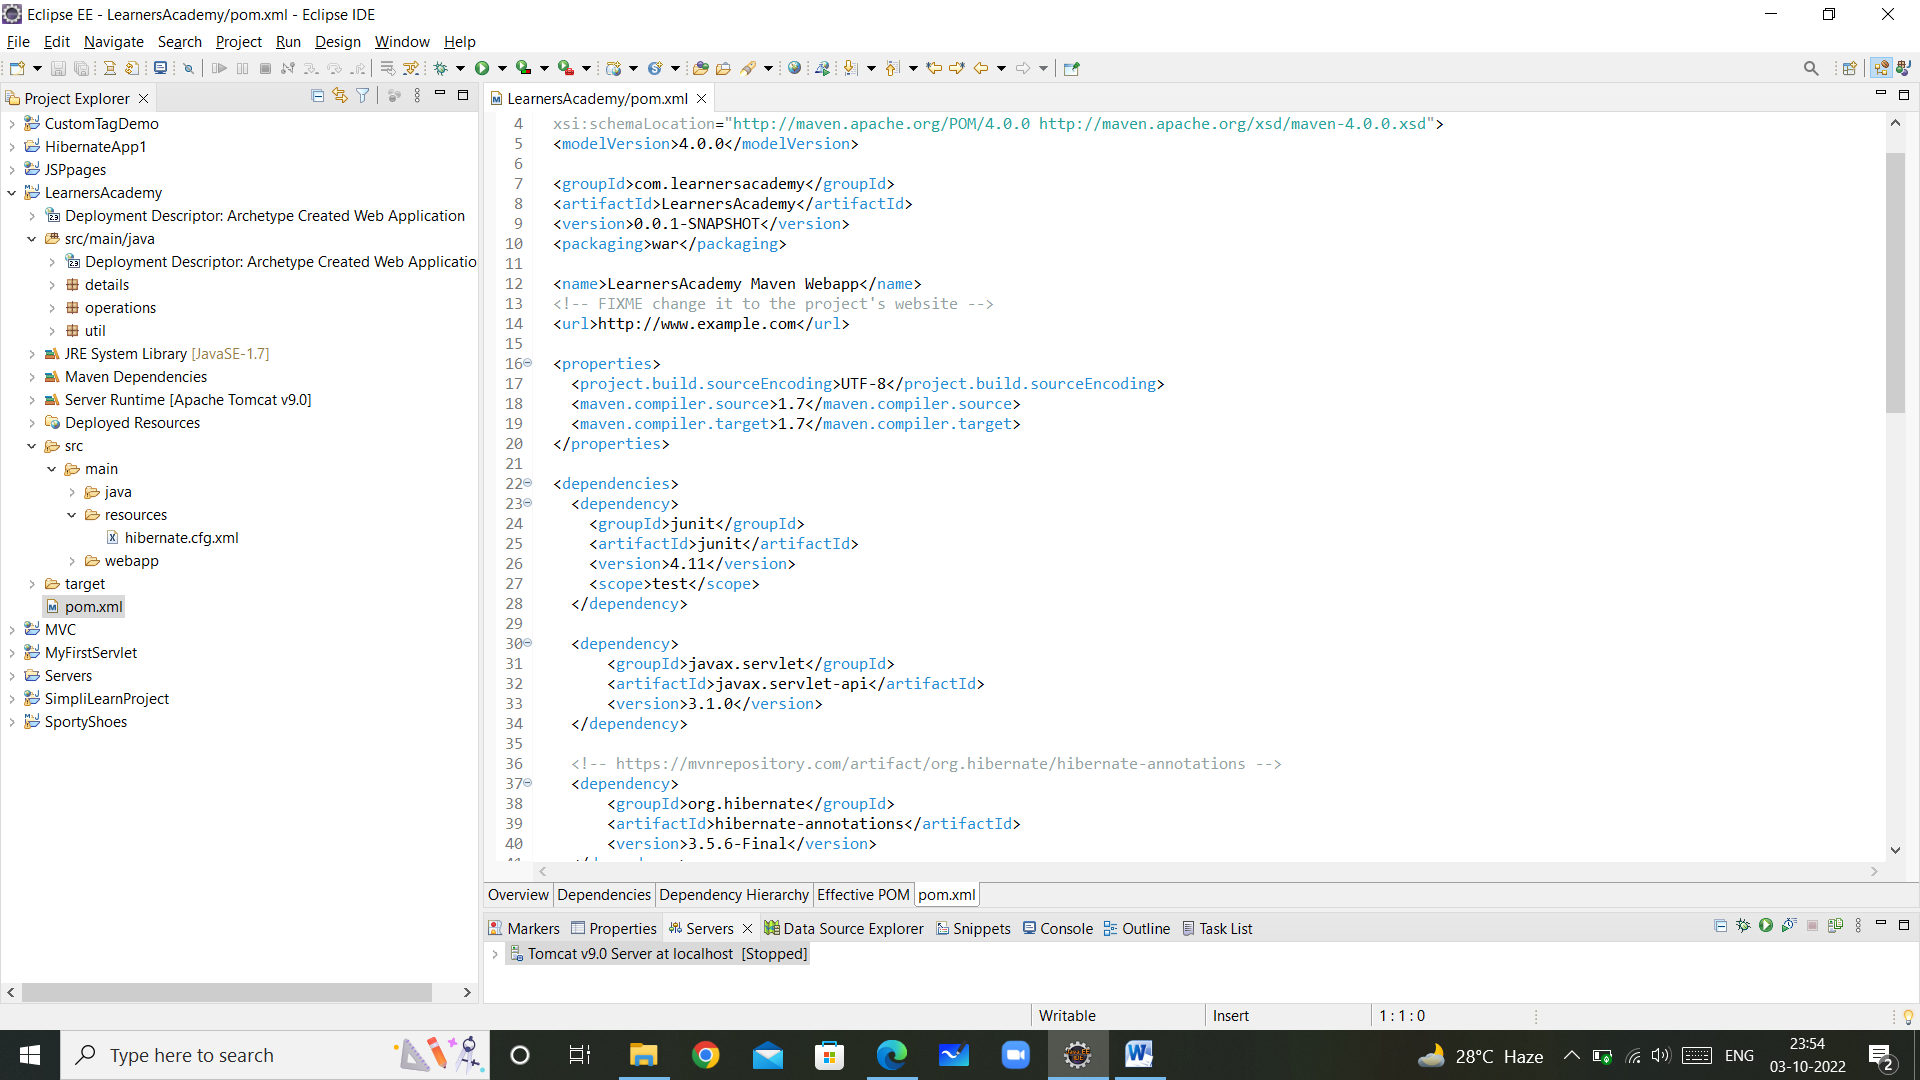 Eclipse EE - LearnersAcademy/pom.xml - Eclipse IDE
File Edit Navigate Search Project Run Design Window Help
Project Explorer
CustomTagDemo
HibernateApp1
JSPpages
LearnersAcademy
Deployment Descriptor: Archetype Created Web Application
src/main/java
Deployment Descriptor: Archetype Created Web Applicatio
details
operations
util
JRE System Library [JavaSE-1.7]
Maven Dependencies
Server Runtime [Apache Tomcat v9.0]
Deployed Resources
src
main
java
resources
hibernate.cfg.xml
webapp
target
pom.xml
MVC
MyFirstServlet
Servers
SimpliLearnProject
SportyShoes
LearnersAcademy/pom.xml
4 xsi:schemaLocation="http://maven.apache.org/POM/4.0.0 http://maven.apache.org/xsd/maven-4.0.0.xsd">
5 <modelVersion>4.0.0</modelVersion>
6
7 <groupId>com.learnersacademy</groupId>
8 <artifactId>LearnersAcademy</artifactId>
9 <version>0.0.1-SNAPSHOT</version>
10 <packaging>war</packaging>
11
12 <name>LearnersAcademy Maven Webapp</name>
13 <!-- FIXME change it to the project's website -->
14 <url>http://www.example.com</url>
15
16 <properties>
17 <project.build.sourceEncoding>UTF-8</project.build.sourceEncoding>
18 <maven.compiler.source>1.7</maven.compiler.source>
19 <maven.compiler.target>1.7</maven.compiler.target>
20 </properties>
21
22 <dependencies>
23 <dependency>
24 <groupId>junit</groupId>
25 <artifactId>junit</artifactId>
26 <version>4.11</version>
27 <scope>test</scope>
28 </dependency>
29
30 <dependency>
31 <groupId>javax.servlet</groupId>
32 <artifactId>javax.servlet-api</artifactId>
33 <version>3.1.0</version>
34 </dependency>
35
36 <!-- https://mvnrepository.com/artifact/org.hibernate/hibernate-annotations -->
37 <dependency>
38 <groupId>org.hibernate</groupId>
39 <artifactId>hibernate-annotations</artifactId>
40 <version>3.5.6-Final</version>
Overview Dependencies Dependency Hierarchy Effective POM pom.xml
Markers Properties Servers Data Source Explorer Snippets Console Outline Task List
Tomcat v9.0 Server at localhost [Stopped]
Writable Insert 1 : 1 : 0
Type here to search
28°C Haze
ENG
23:54
03-10-2022
2